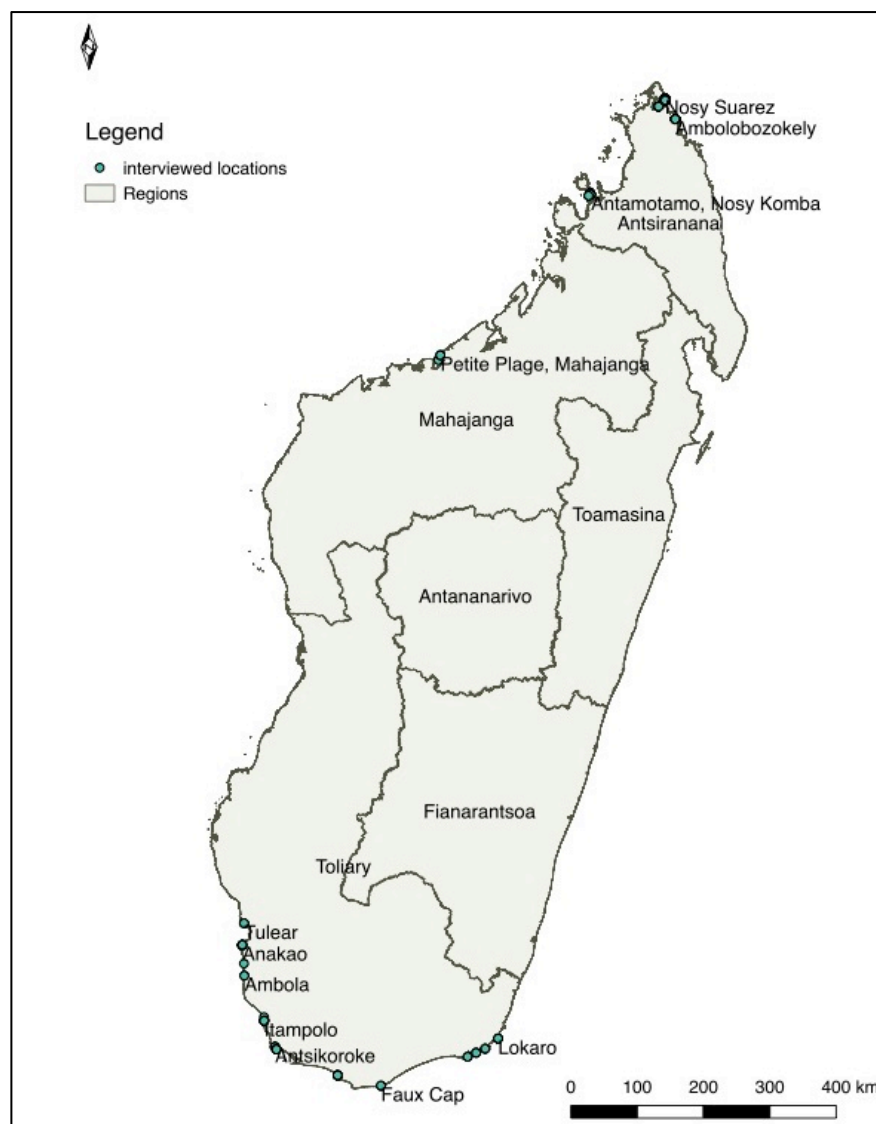 Legend
interviewed locations
Regions
Nosy Suarez
Ambolobozokely
Antamotamo, Nosy Komba
Antsiranana
Petite Plage, Mahajanga
Mahajanga
Toamasina
Antananarivo
Fianarantsoa
Toliary
Tulear
Anakao
Ambola
Itampolo
Antsikoroke
Lokaro
Faux Cap
0 100 200 300 400 km